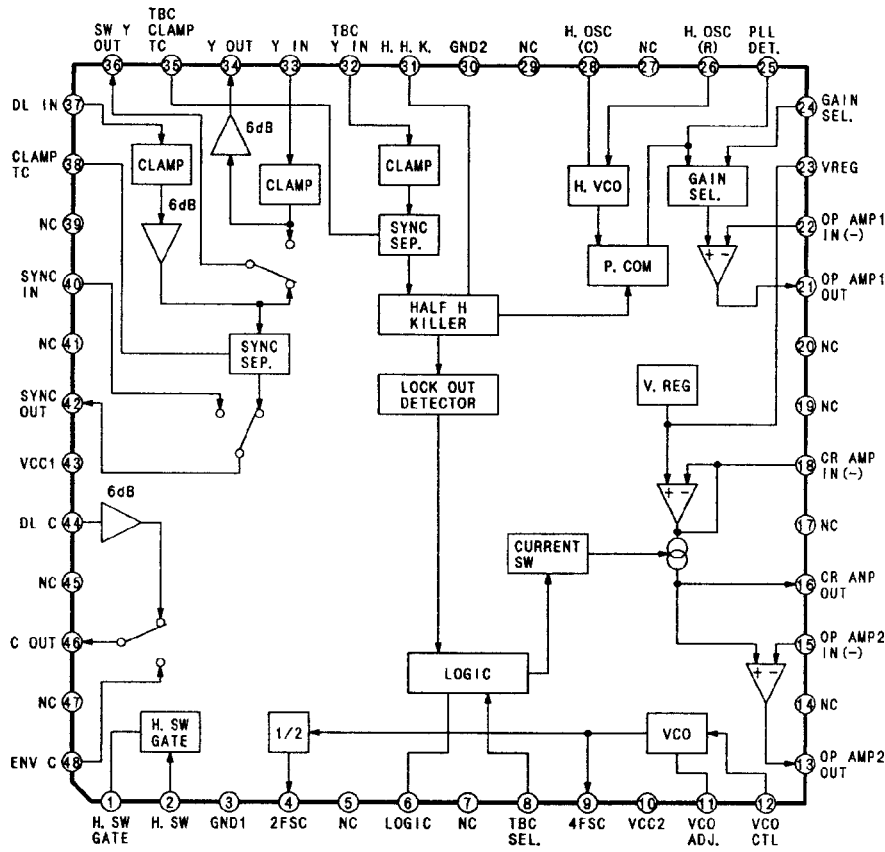 SW Y OUT
TBC CLAMP TC
Y OUT
Y IN
TBC Y IN
H. H. K.
GND2
NC
H. OSC (C)
NC
H. OSC (R)
PLL DET.
36
35
34
33
32
31
30
29
28
27
26
25
DL IN
37
CLAMP TC
38
NC
39
SYNC IN
40
NC
41
SYNC OUT
42
VCC1
43
DL C
44
NC
45
C OUT
46
NC
47
ENV C
48
CLAMP
6dB
6dB
CLAMP
CLAMP
SYNC SEP.
HALF H KILLER
LOCK OUT DETECTOR
SYNC SEP.
H. VCO
P. COM
GAIN SEL.
+ -
V. REG
+ -
CURRENT SW
+ -
6dB
LOGIC
H. SW GATE
1/2
VCO
24
GAIN SEL.
23
VREG
22
OP AMP1 IN(-)
21
OP AMP1 OUT
20
NC
19
NC
18
CR AMP IN(-)
17
NC
16
CR ANP OUT
15
OP AMP2 IN(-)
14
NC
13
OP AMP2 OUT
1
2
3
4
5
6
7
8
9
10
11
12
H. SW GATE
H. SW
GND1
2FSC
NC
LOGIC
NC
TBC SEL.
4FSC
VCC2
VCO ADJ.
VCO CTL